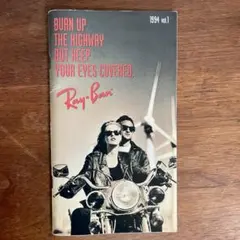 BURN UP
THE HIGHWAY
BUT KEEP
YOUR EYES COVERED.
1994 vol.1
Ray-Ban